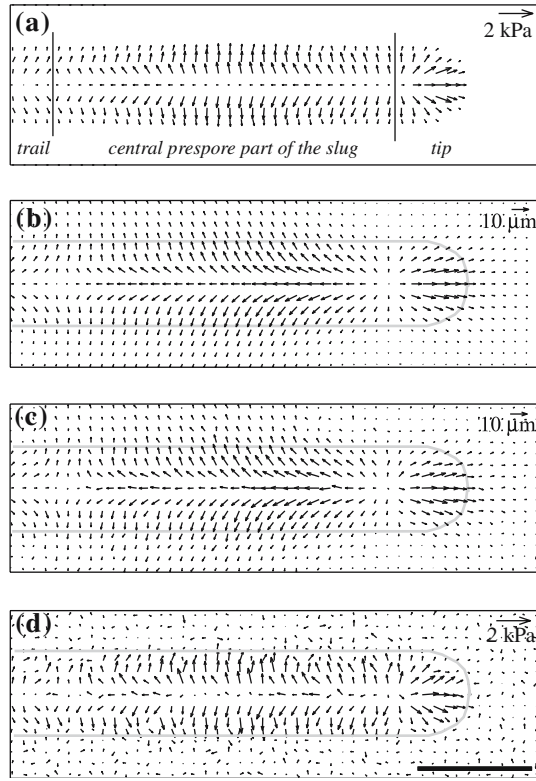 (a)
2 kPa
trail
central prespore part of the slug
tip
(b)
10 μm
(c)
10 μm
(d)
2 kPa